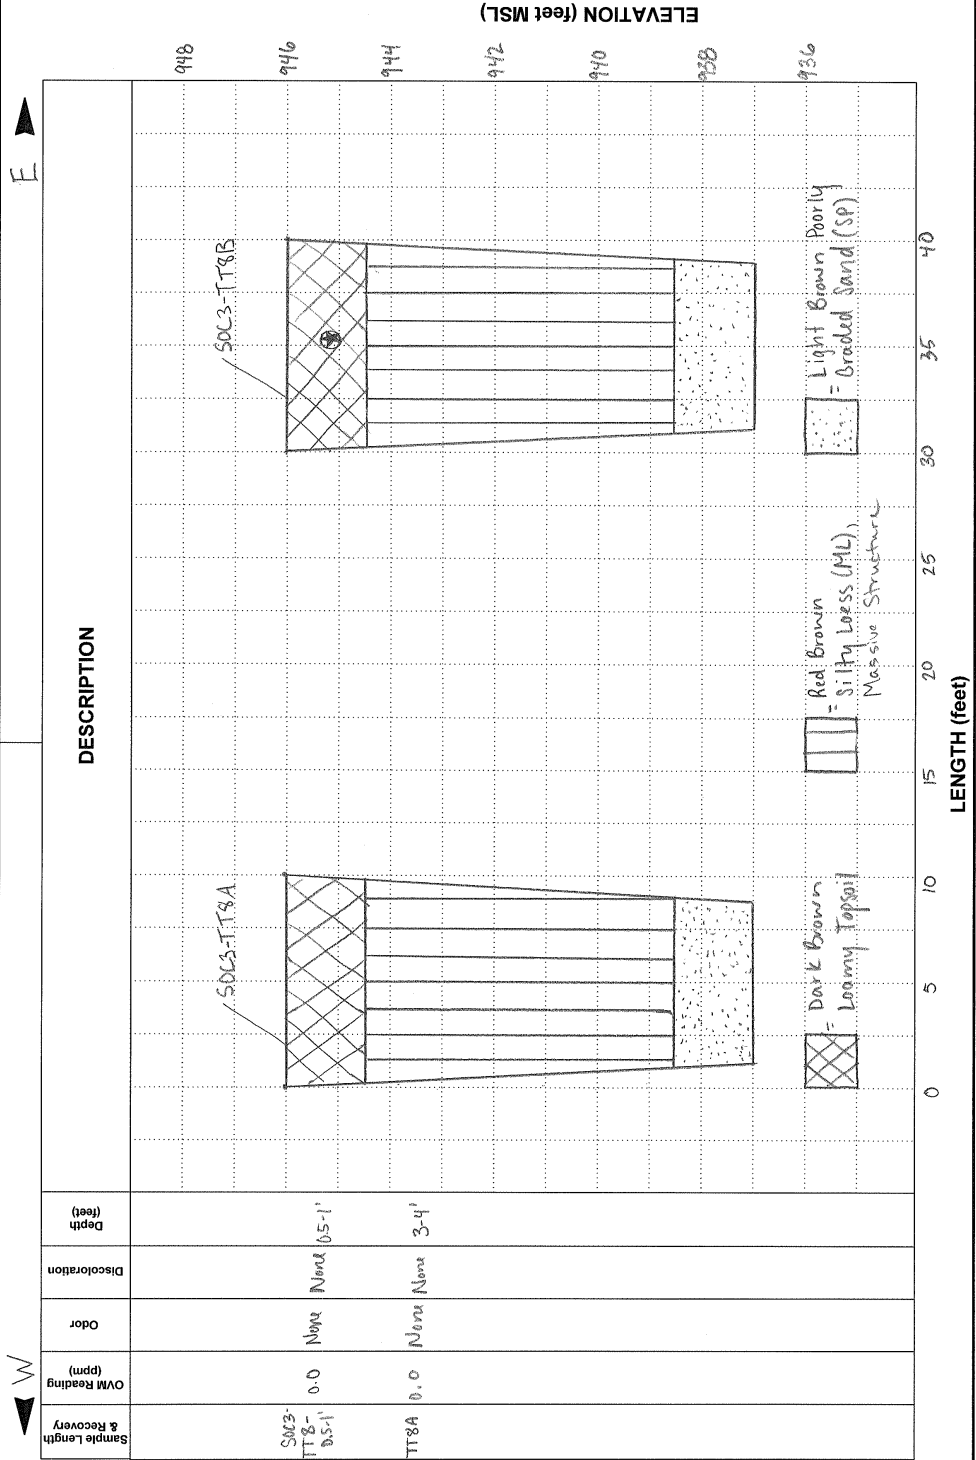 W
E
Sample Length
& Recovery
OVM Reading
(ppm)
Odor
Discoloration
Depth
(feet)
DESCRIPTION
SOC3-
TT8-
0.5-1'
0.0
None
None
0.5-1'
TT8A
0.0
None
None
3-4'
SOC3-TT8A
SOC3-TT8B
948
946
944
942
940
938
936
ELEVATION (feet MSL)
= Dark Brown
Loamy Topsoil
= Red Brown
Silty Loess (ML),
Massive Structure
= Light Brown Poorly
Graded Sand (SP)
0
5
10
15
20
25
30
35
40
LENGTH (feet)